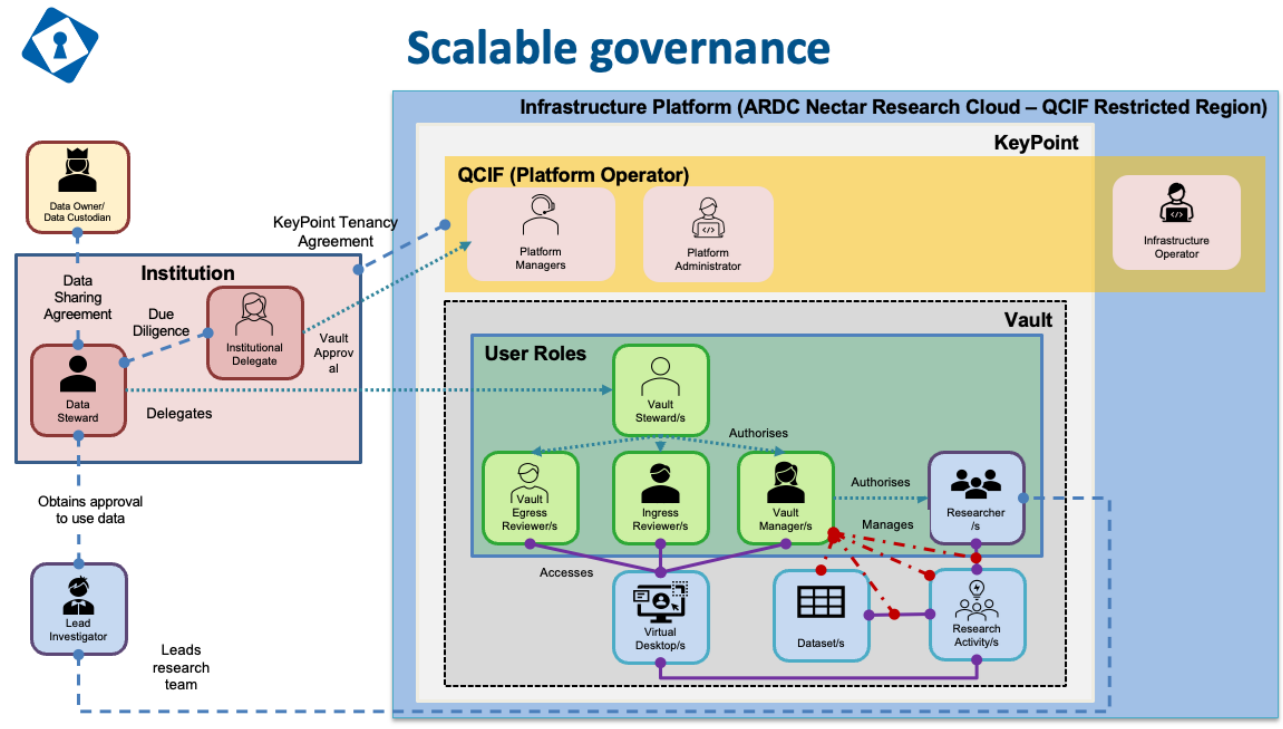 Scalable governance
Infrastructure Platform (ARDC Nectar Research Cloud – QCIF Restricted Region)
KeyPoint
QCIF (Platform Operator)
Platform
Managers
Platform
Administrator
Infrastructure
Operator
Data Owner/
Data Custodian
KeyPoint Tenancy
Agreement
Institution
Data
Sharing
Agreement
Due
Diligence
Institutional
Delegate
Vault
Approv
al
Data
Steward
Delegates
Vault
User Roles
Vault
Steward/s
Authorises
Vault
Egress
Reviewer/s
Ingress
Reviewer/s
Vault
Manager/s
Authorises
Researcher
/s
Manages
Accesses
Virtual
Desktop/s
Dataset/s
Research
Activity/s
Obtains approval
to use data
Lead
Investigator
Leads
research
team